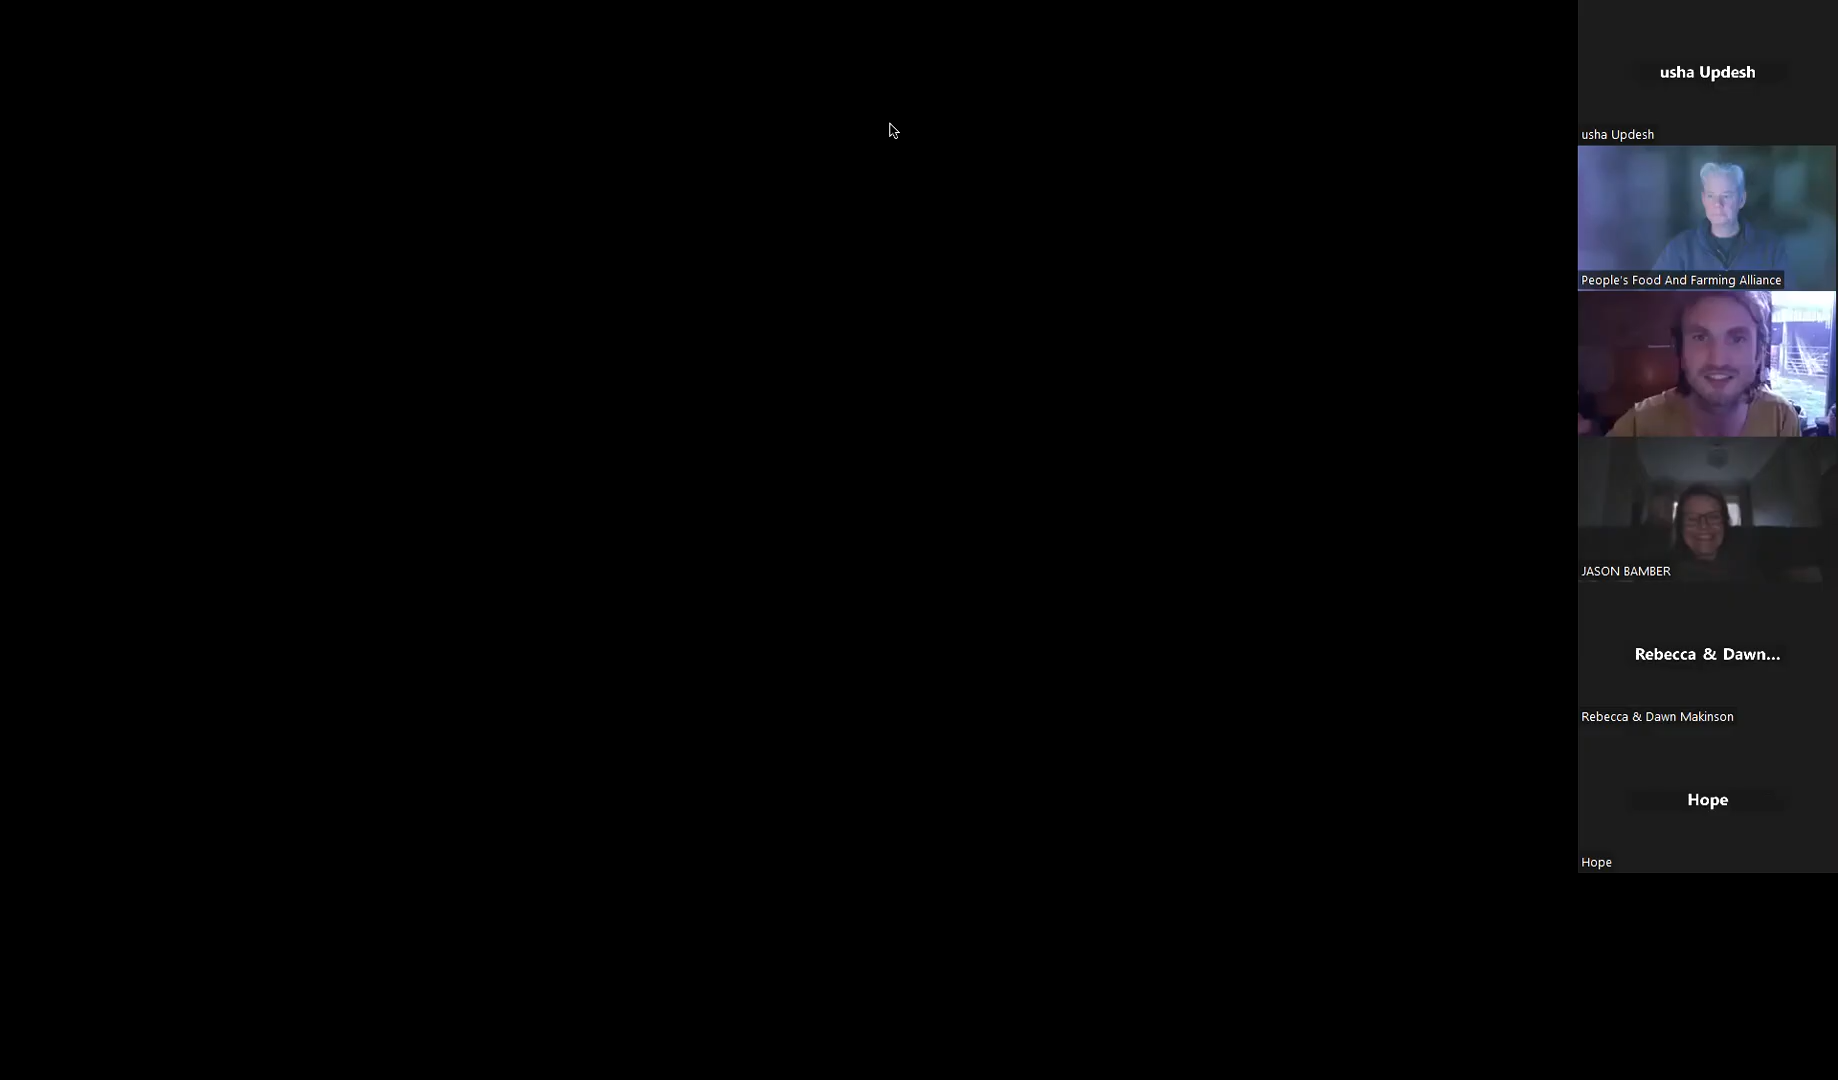 usha Updesh
usha Updesh
People's Food And Farming Alliance
JASON BAMBER
Rebecca & Dawn...
Rebecca & Dawn Makinson
Hope
Hope